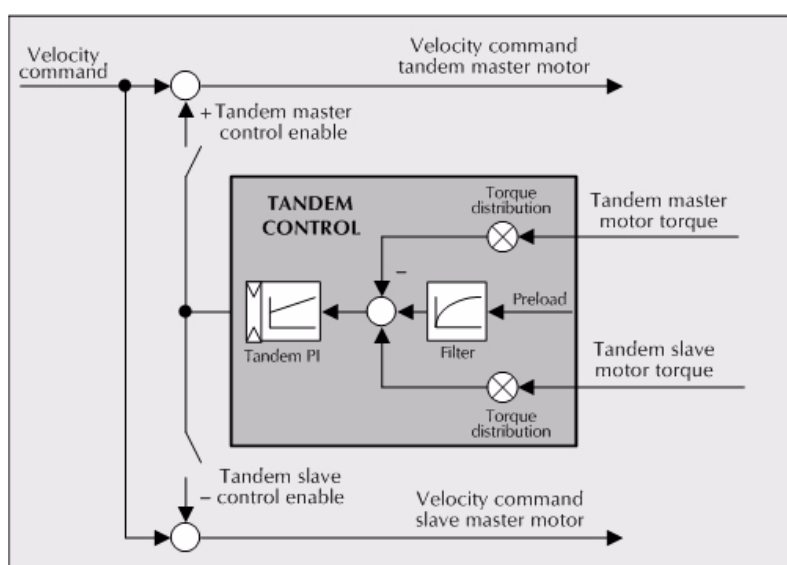 Velocity
command
Velocity command
tandem master motor
+ Tandem master
control enable
TANDEM
CONTROL
Torque
distribution
Tandem master
motor torque
–
Preload
Tandem PI
Filter
Tandem slave
motor torque
Torque
distribution
Tandem slave
– control enable
Velocity command
slave master motor